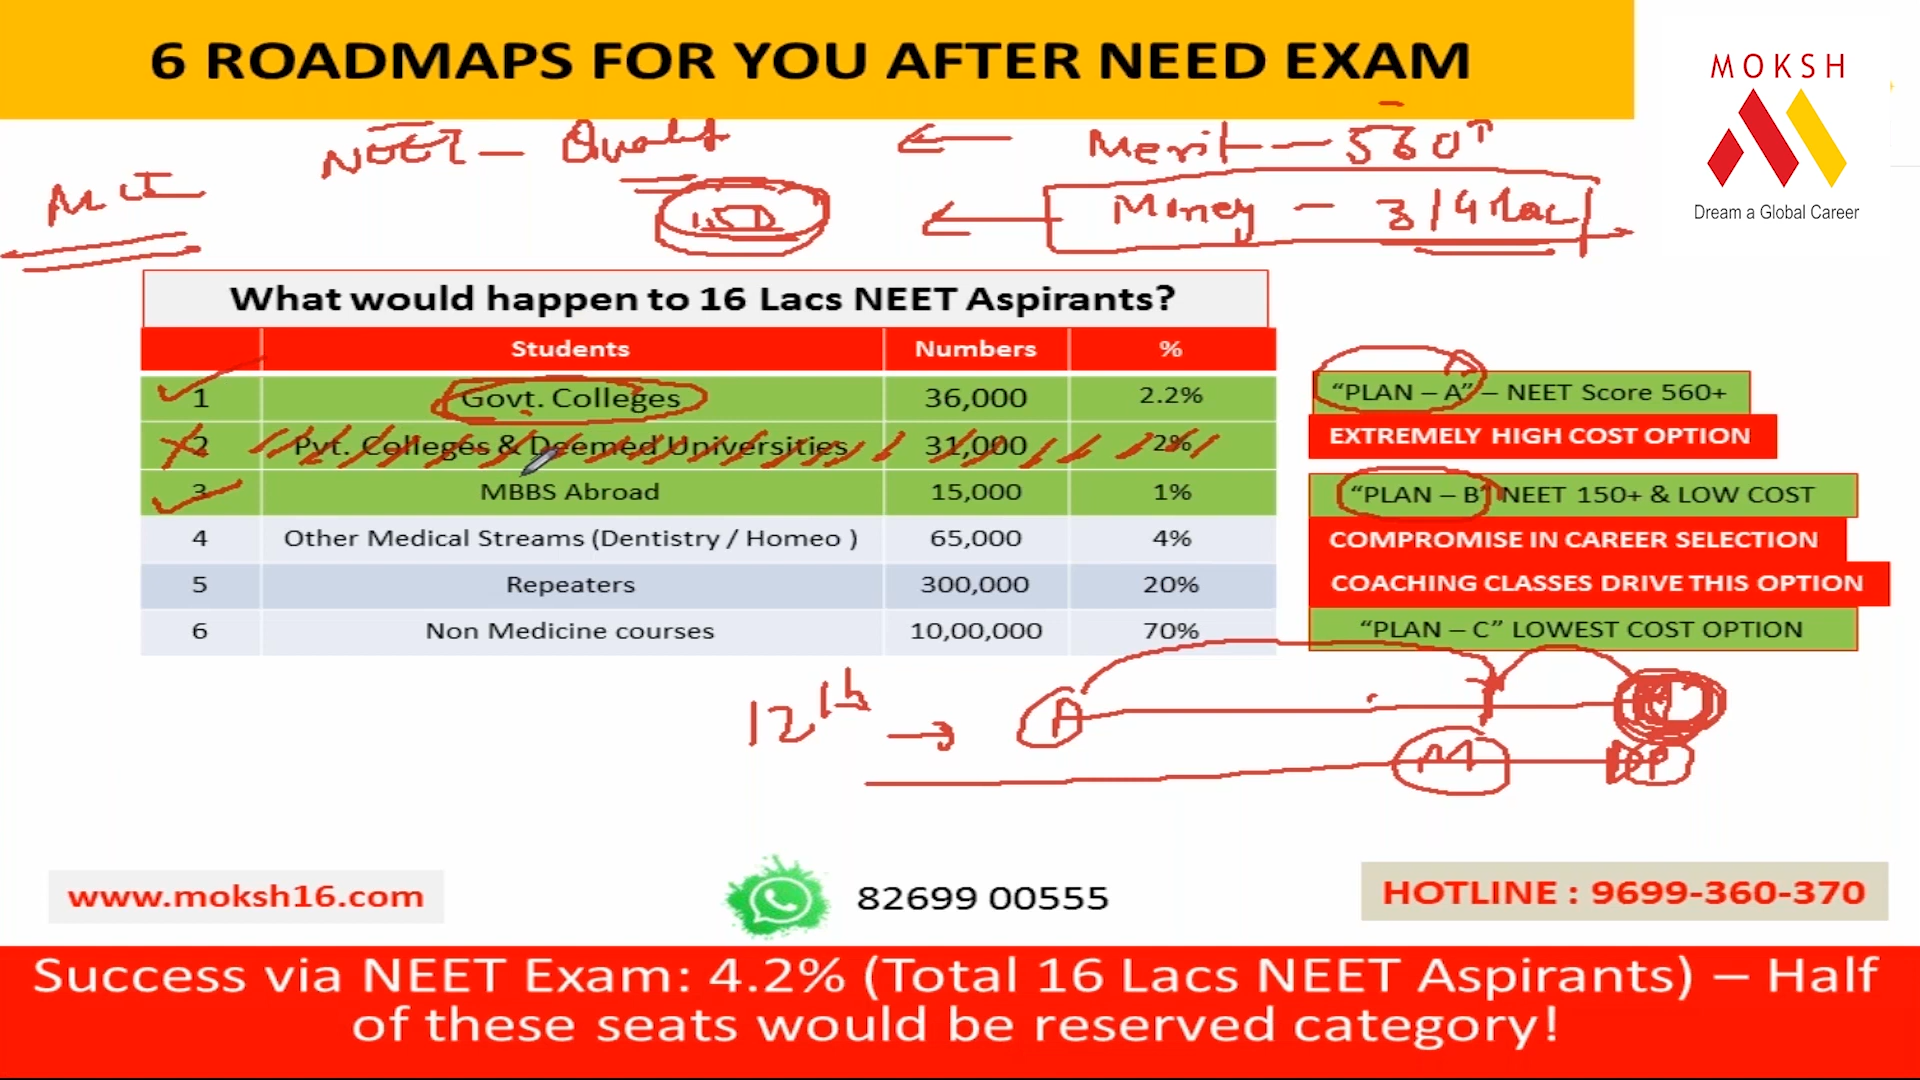 6 ROADMAPS FOR YOU AFTER NEED EXAM
MOKSH
Dream a Global Career
NEET — ← Merit — 560↑
← Money — 3/4 Lac
What would happen to 16 Lacs NEET Aspirants?
Students Numbers %
1 Govt. Colleges 36,000 2.2% "PLAN – A" – NEET Score 560+
2 Pvt. Colleges & Deemed Universities 31,000 2% EXTREMELY HIGH COST OPTION
3 MBBS Abroad 15,000 1% "PLAN – B" NEET 150+ & LOW COST
4 Other Medical Streams (Dentistry / Homeo ) 65,000 4% COMPROMISE IN CAREER SELECTION
5 Repeaters 300,000 20% COACHING CLASSES DRIVE THIS OPTION
6 Non Medicine courses 10,00,000 70% "PLAN – C" LOWEST COST OPTION
12th → A
M P
www.moksh16.com 82699 00555 HOTLINE : 9699-360-370
Success via NEET Exam: 4.2% (Total 16 Lacs NEET Aspirants) – Half
of these seats would be reserved category!